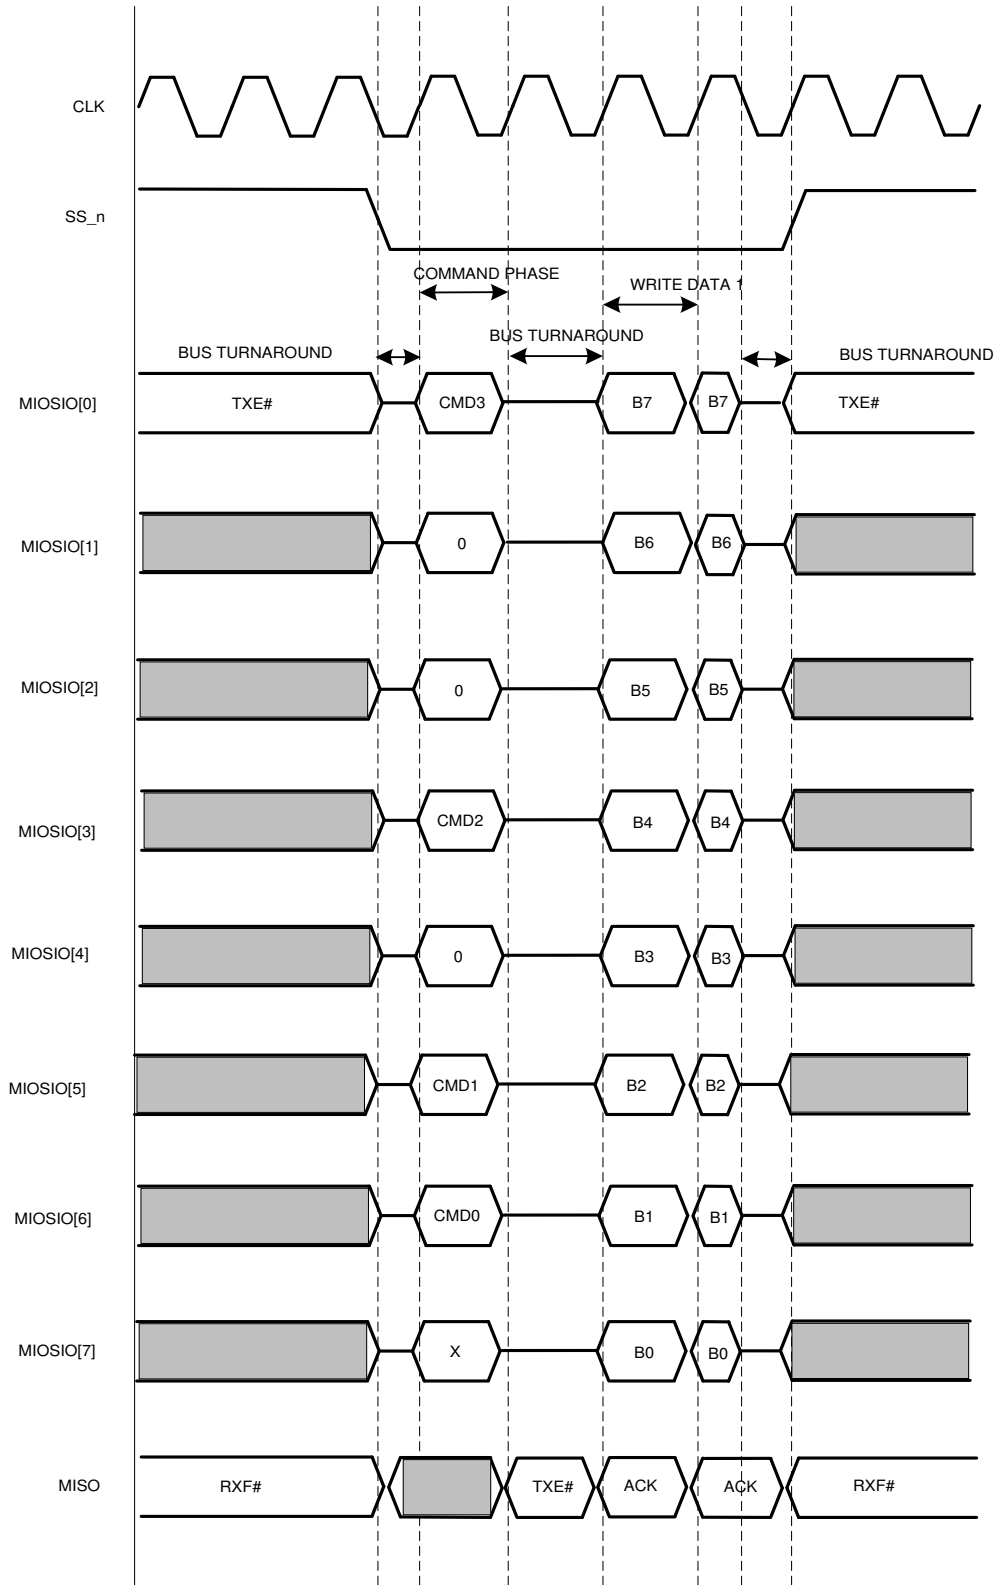 CLK
SS_n
COMMAND PHASE
WRITE DATA 1
BUS TURNAROUND
BUS TURNAROUND
BUS TURNAROUND
MIOSIO[0] TXE# CMD3 B7 B7 TXE#
MIOSIO[1] 0 B6 B6
MIOSIO[2] 0 B5 B5
MIOSIO[3] CMD2 B4 B4
MIOSIO[4] 0 B3 B3
MIOSIO[5] CMD1 B2 B2
MIOSIO[6] CMD0 B1 B1
MIOSIO[7] X B0 B0
MISO RXF# TXE# ACK ACK RXF#